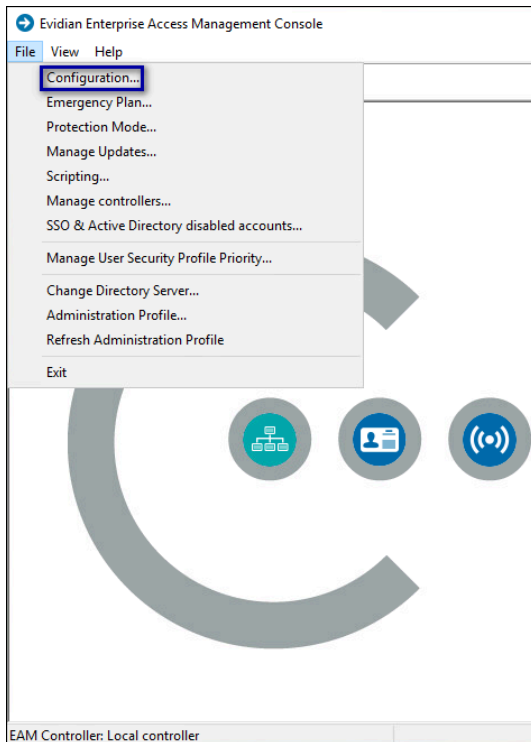 Evidian Enterprise Access Management Console
File View Help
Configuration...
Emergency Plan...
Protection Mode...
Manage Updates...
Scripting...
Manage controllers...
SSO & Active Directory disabled accounts...
Manage User Security Profile Priority...
Change Directory Server...
Administration Profile...
Refresh Administration Profile
Exit
EAM Controller: Local controller